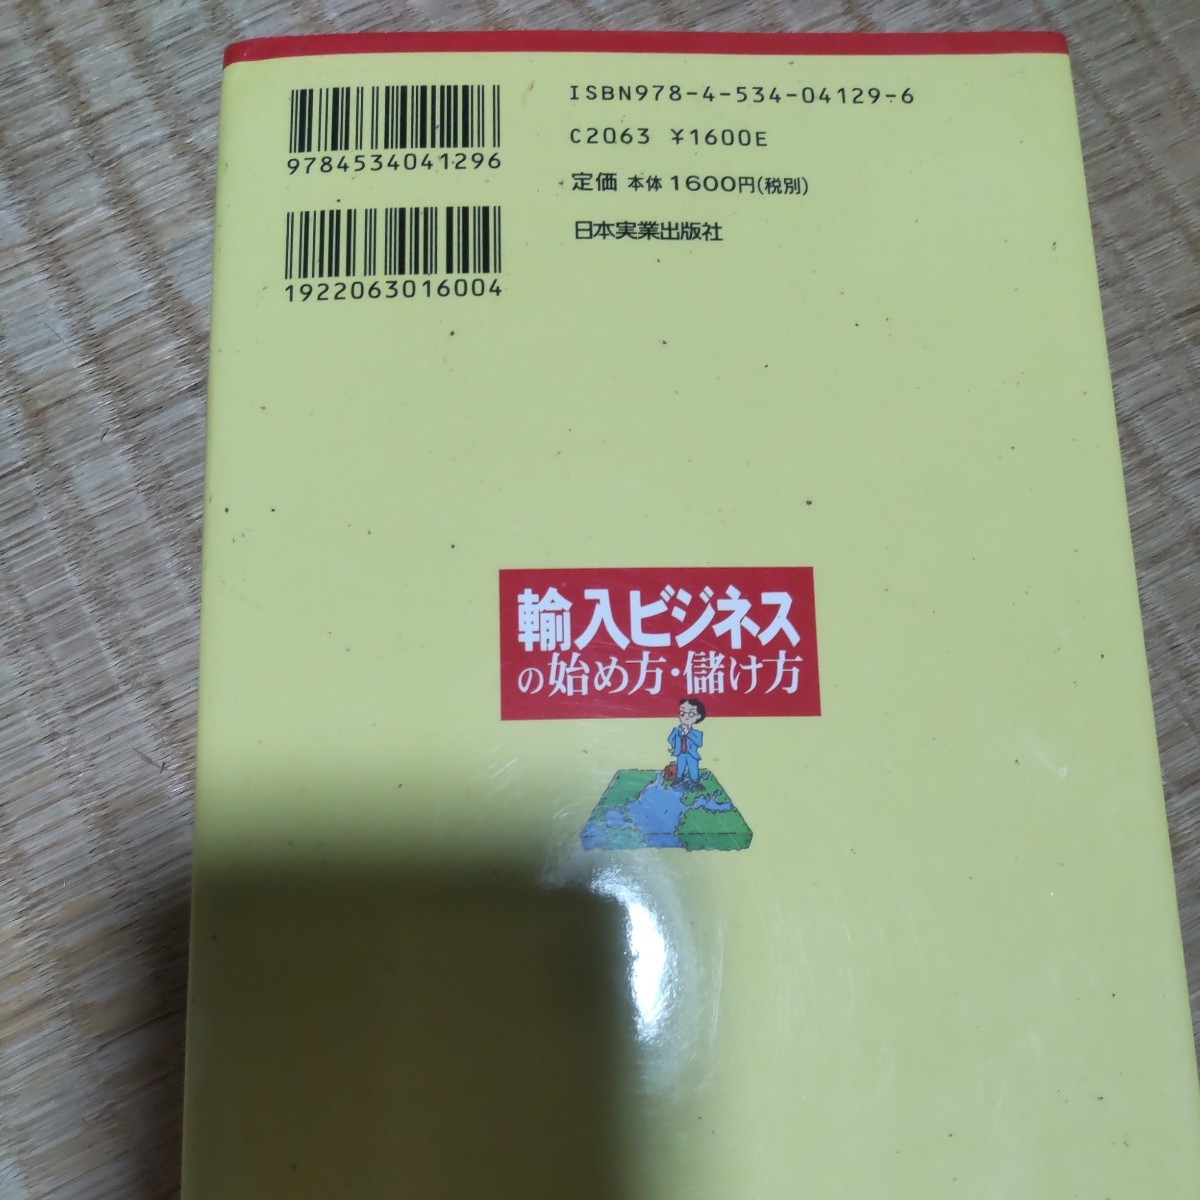 9784534041296
1922063016004
ISBN978-4-534-04129-6
C2063 ¥1600E
定価 本体1600円(税別)
日本実業出版社
輸入ビジネス
の始め方・儲け方